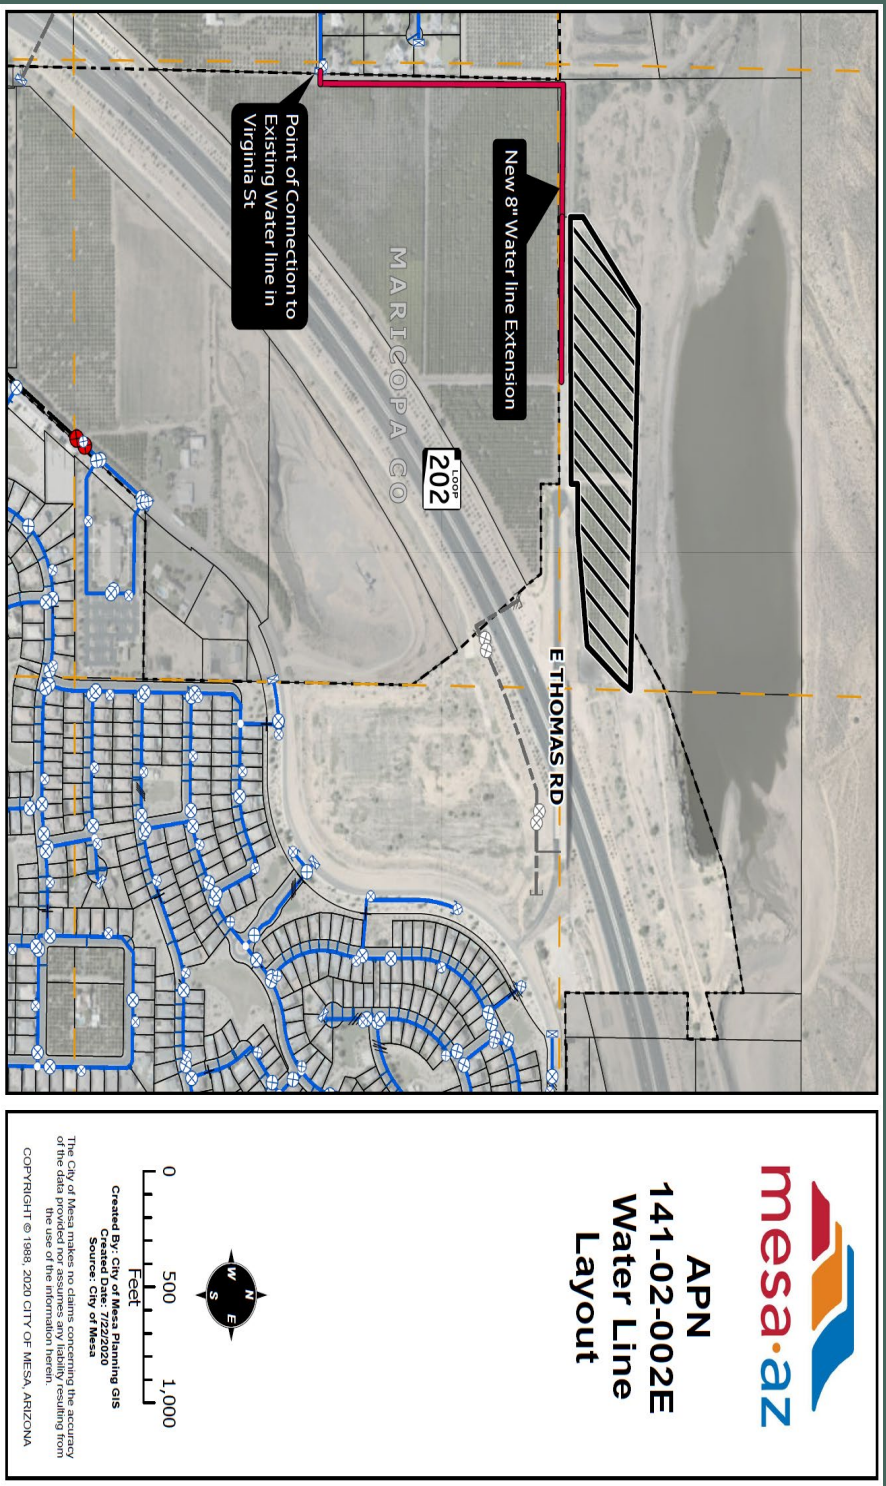 Point of Connection to
Existing Water line in
Virginia St
New 8" Water line Extension
MARICOPA CO
LOOP
202
E THOMAS RD
mesa·az
APN
141-02-002E
Water Line
Layout
N
W E
S
0 500 1,000
Feet
Created By: City of Mesa Planning GIS
Created Date: 7/22/2020
Source: City of Mesa
The City of Mesa makes no claims concerning the accuracy
of the data provided nor assumes any liability resulting from
the use of the information herein.
COPYRIGHT © 1988, 2020 CITY OF MESA, ARIZONA